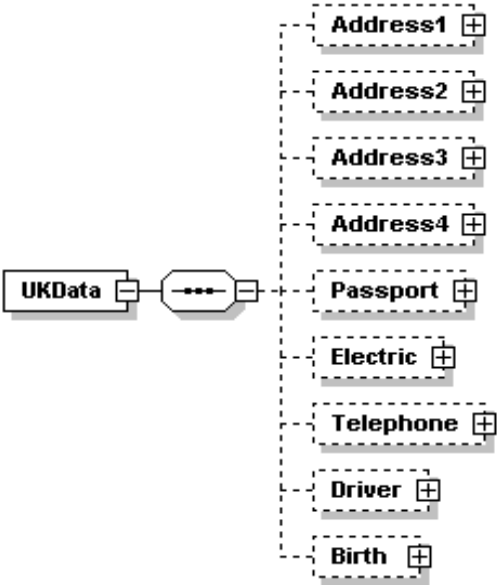 Address1
Address2
Address3
Address4
UKData
Passport
Electric
Telephone
Driver
Birth